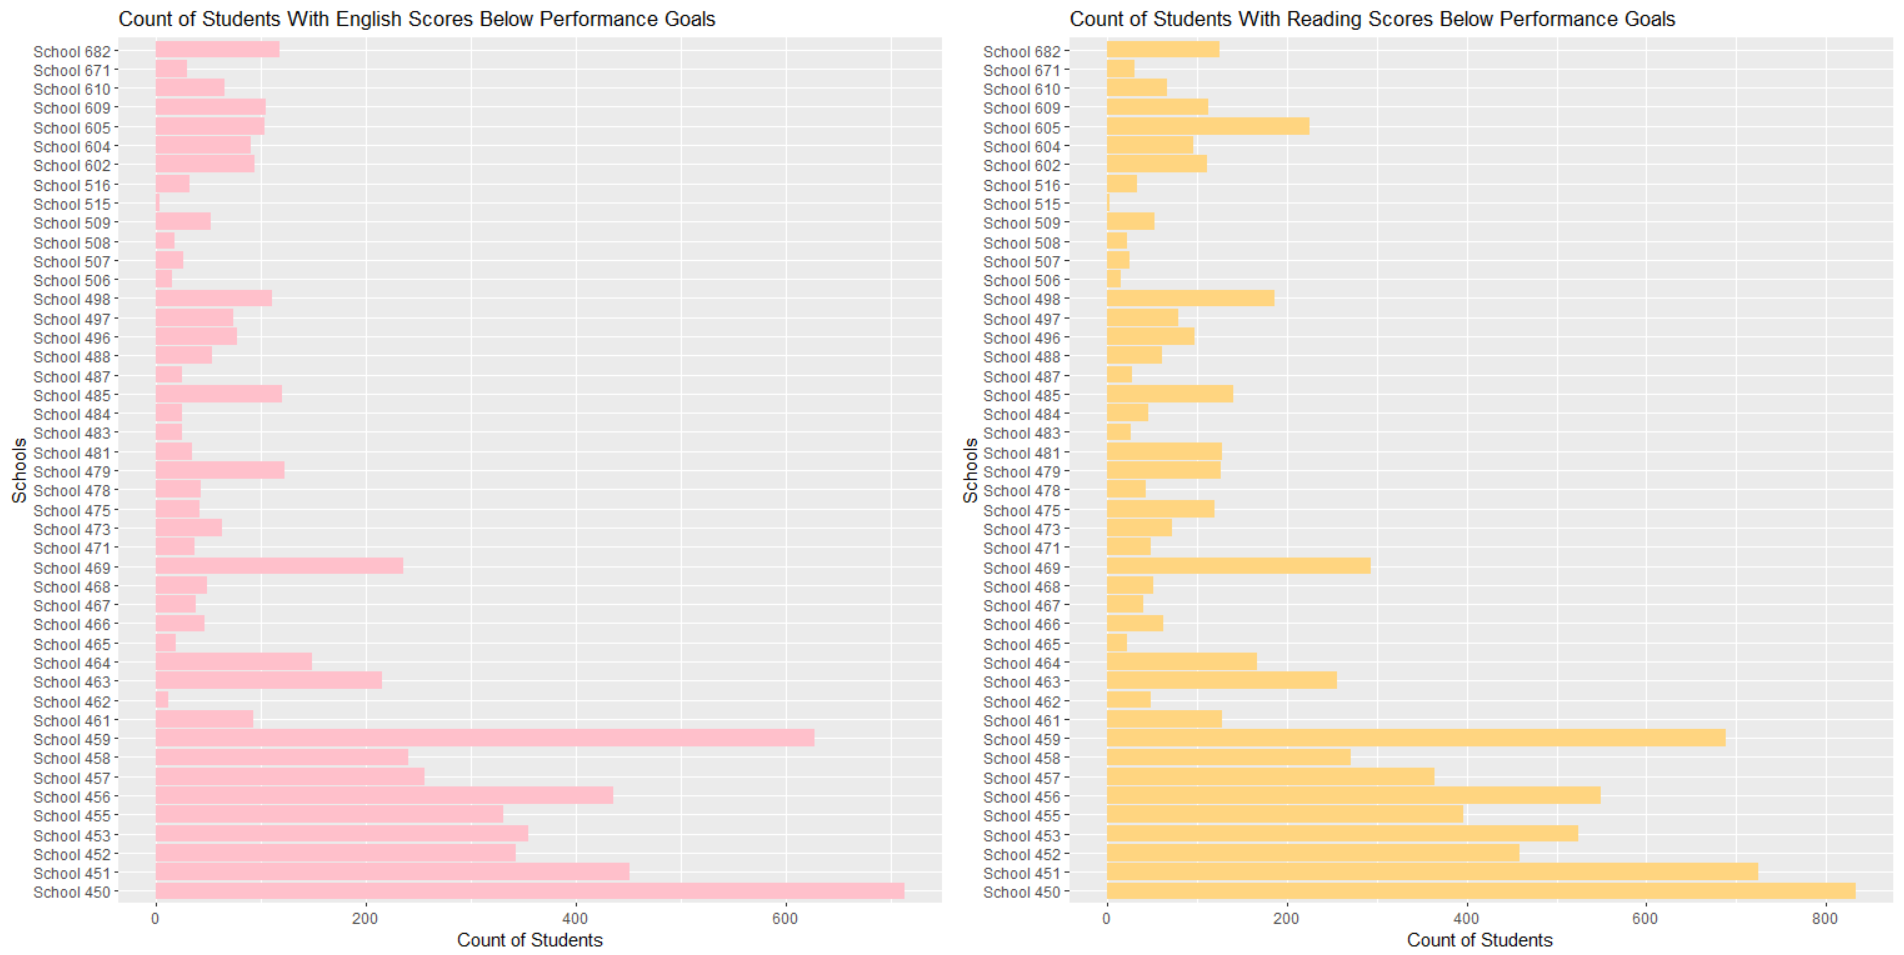 Count of Students With English Scores Below Performance Goals
School 682
School 671
School 610
School 609
School 605
School 604
School 602
School 516
School 515
School 509
School 508
School 507
School 506
School 498
School 497
School 496
School 488
School 487
School 485
School 484
School 483
School 481
School 479
School 478
School 475
School 473
School 471
School 469
School 468
School 467
School 466
School 465
School 464
School 463
School 462
School 461
School 459
School 458
School 457
School 456
School 455
School 453
School 452
School 451
School 450
Schools
0 200 400 600
Count of Students
Count of Students With Reading Scores Below Performance Goals
School 682
School 671
School 610
School 609
School 605
School 604
School 602
School 516
School 515
School 509
School 508
School 507
School 506
School 498
School 497
School 496
School 488
School 487
School 485
School 484
School 483
School 481
School 479
School 478
School 475
School 473
School 471
School 469
School 468
School 467
School 466
School 465
School 464
School 463
School 462
School 461
School 459
School 458
School 457
School 456
School 455
School 453
School 452
School 451
School 450
Schools
0 200 400 600 800
Count of Students